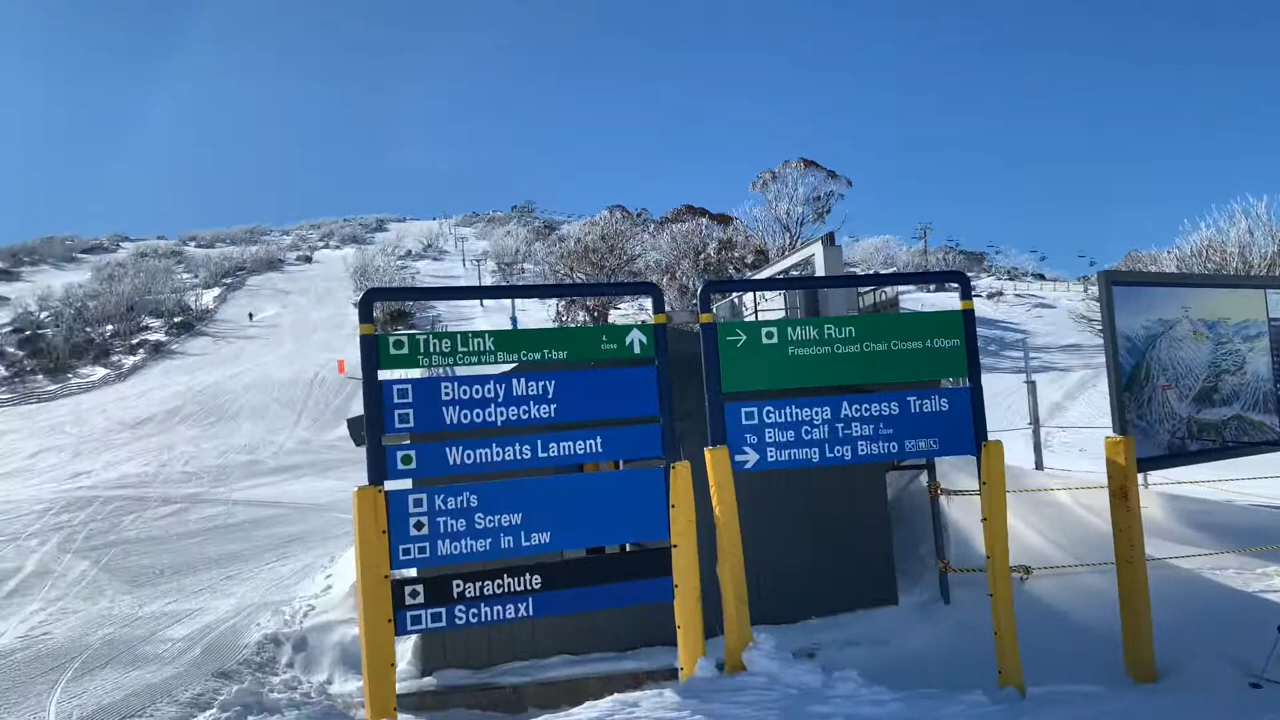 The Link
To Blue Cow via Blue Cow T-bar
close
Bloody Mary
Woodpecker
Wombats Lament
Karl's
The Screw
Mother in Law
Parachute
Schnaxl
Milk Run
Freedom Quad Chair Closes 4.00pm
Guthega Access Trails
To Blue Calf T-Bar close
Burning Log Bistro